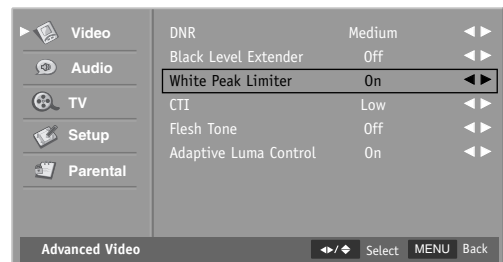 Video
Audio
TV
Setup
Parental
DNR Medium
Black Level Extender Off
White Peak Limiter On
CTI Low
Flesh Tone Off
Adaptive Luma Control On
Advanced Video Select MENU Back